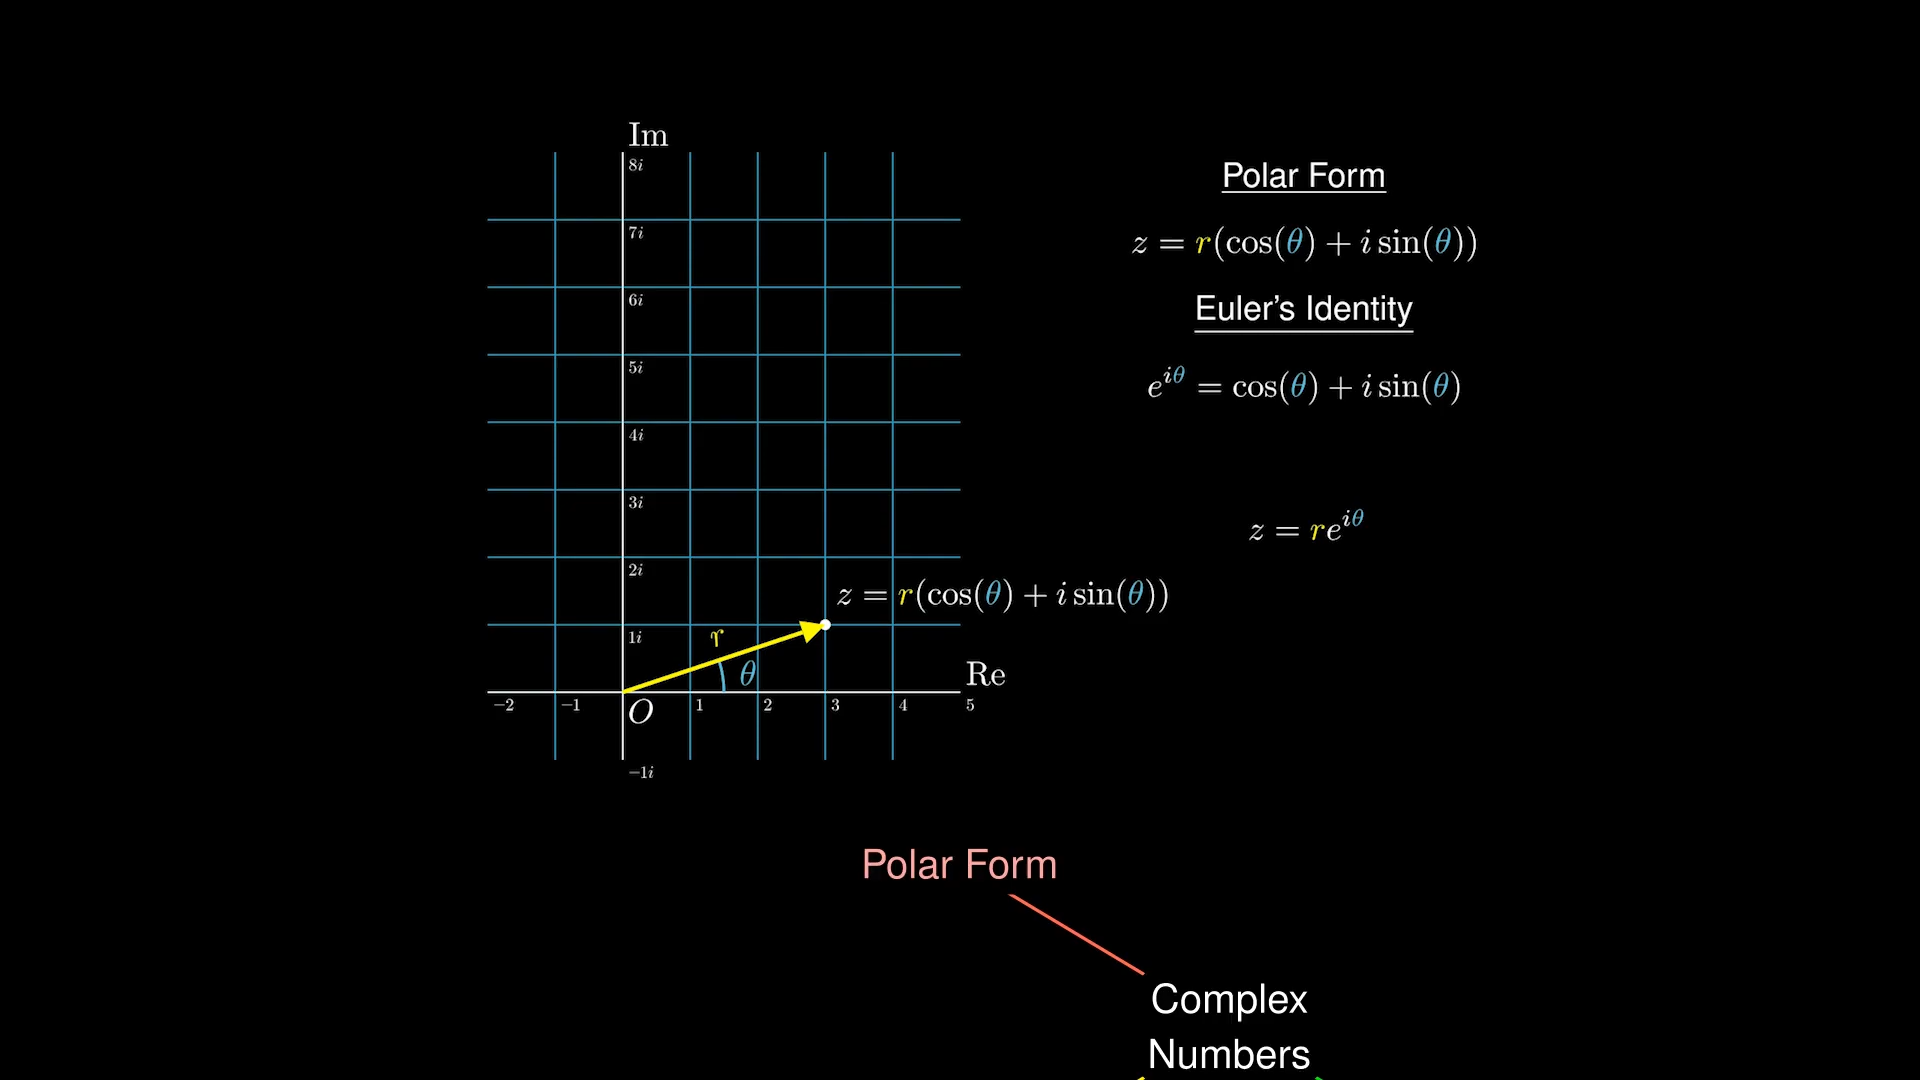 Im
8i
7i
6i
5i
4i
3i
2i
1i
−1i
−2 −1 O 1 2 3 4 5
Re
r
θ
z = r(cos(θ) + i sin(θ))
Polar Form
z = r(cos(θ) + i sin(θ))
Euler’s Identity
e^{iθ} = cos(θ) + i sin(θ)
z = re^{iθ}
Polar Form
Complex
Numbers